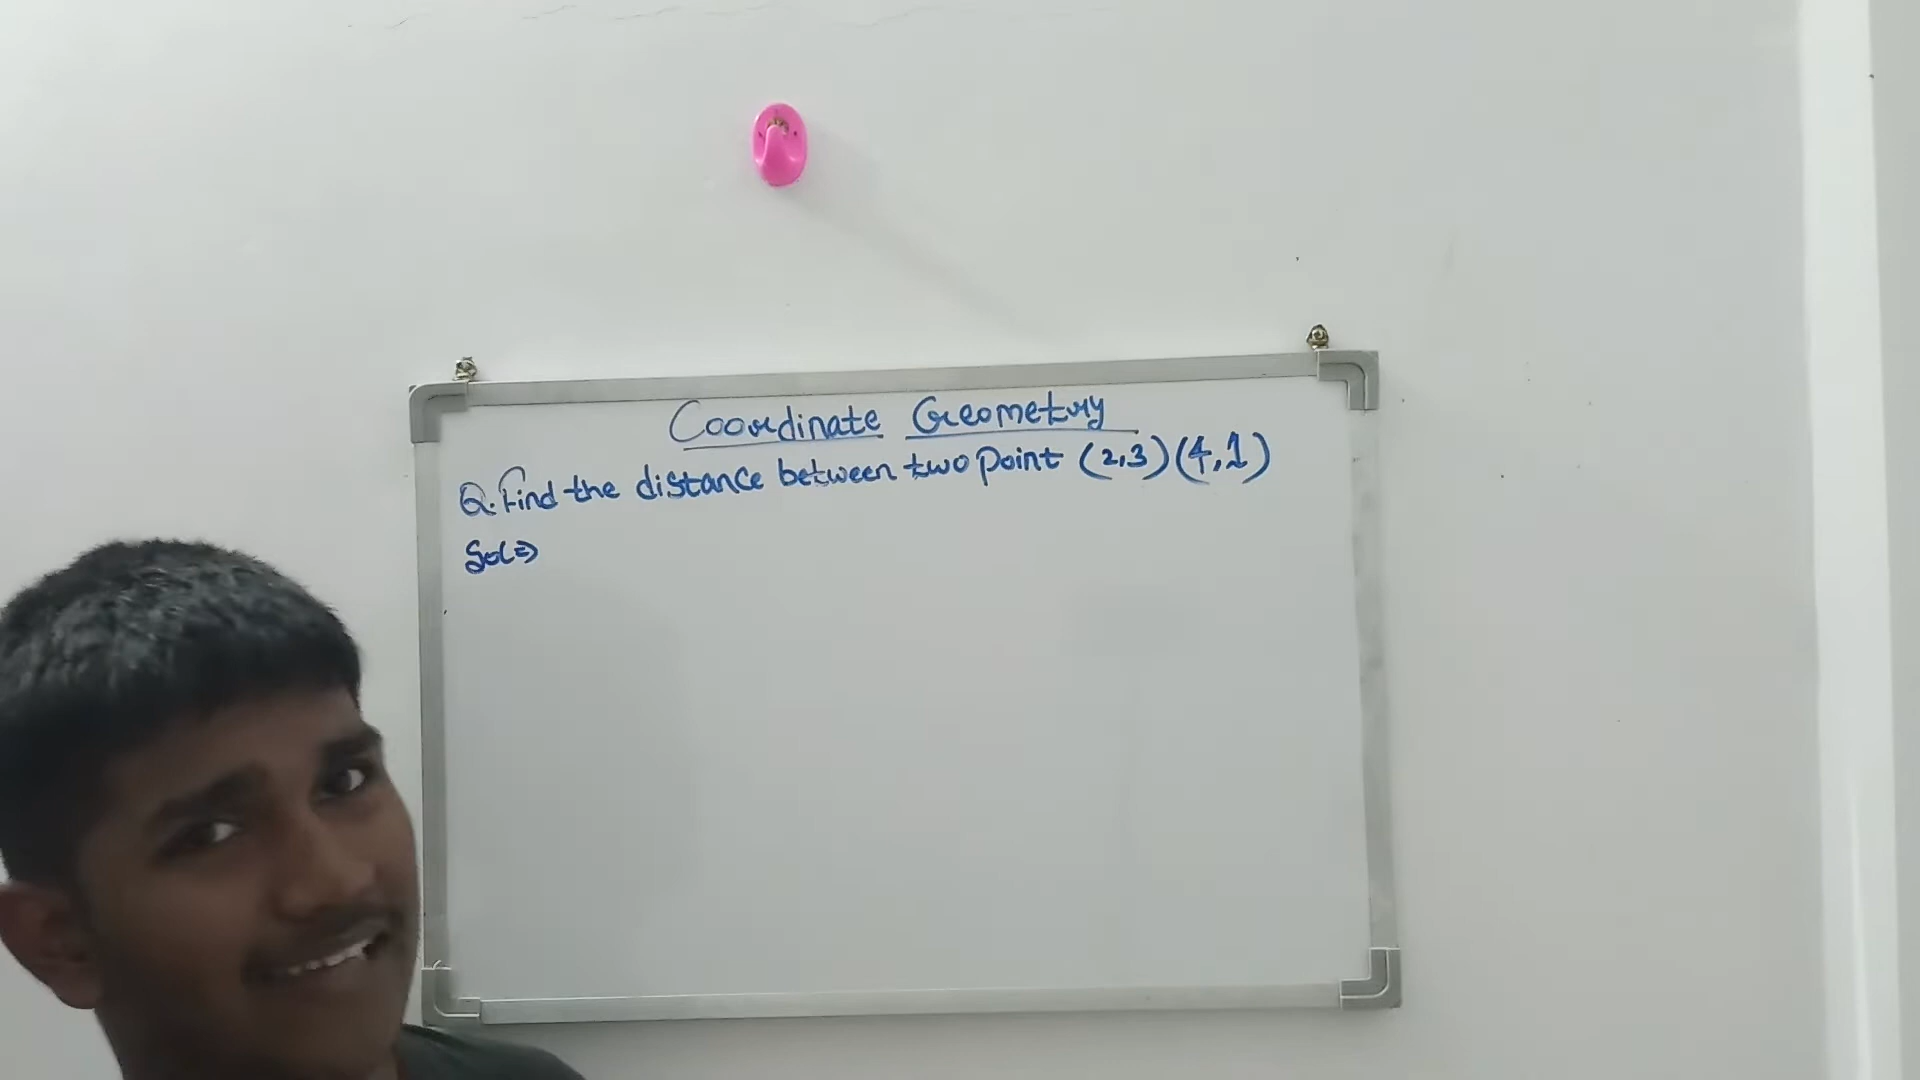 Coordinate Geometry
Q. Find the distance between two point (2,3) (4,1)
Sol⇒